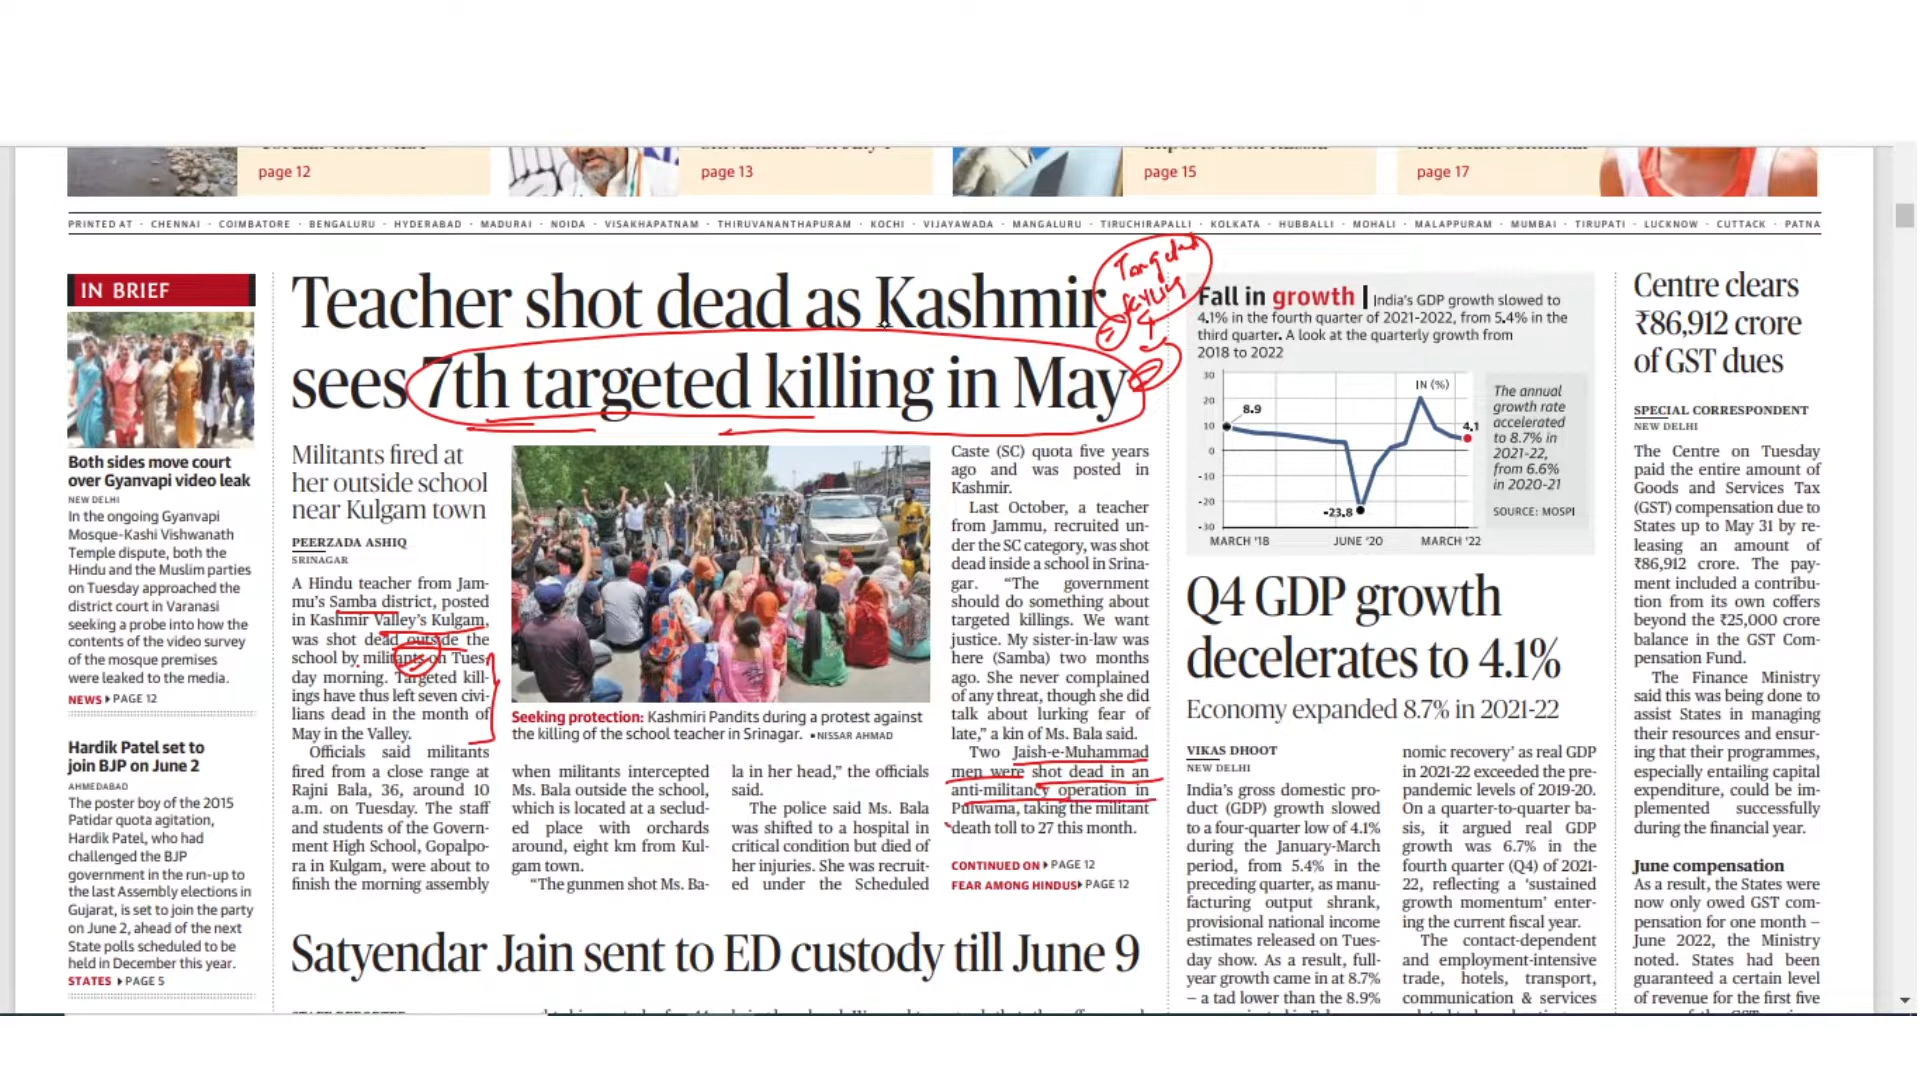 page 12
page 13
page 15
page 17
PRINTED AT · CHENNAI · COIMBATORE · BENGALURU · HYDERABAD · MADURAI · NOIDA · VISAKHAPATNAM · THIRUVANANTHAPURAM · KOCHI · VIJAYAWADA · MANGALURU · TIRUCHIRAPALLI · KOLKATA · HUBBALLI · MOHALI · MALAPPURAM · MUMBAI · TIRUPATI · LUCKNOW · CUTTACK · PATNA
IN BRIEF
Both sides move court
over Gyanvapi video leak
NEW DELHI
In the ongoing Gyanvapi
Mosque-Kashi Vishwanath
Temple dispute, both the
Hindu and the Muslim parties
on Tuesday approached the
district court in Varanasi
seeking a probe into how the
contents of the video survey
of the mosque premises
were leaked to the media.
NEWS ▸ PAGE 12
Hardik Patel set to
join BJP on June 2
AHMEDABAD
The poster boy of the 2015
Patidar quota agitation,
Hardik Patel, who had
challenged the BJP
government in the run-up to
the last Assembly elections in
Gujarat, is set to join the party
on June 2, ahead of the next
State polls scheduled to be
held in December this year.
STATES ▸ PAGE 5
Teacher shot dead as Kashmir
sees 7th targeted killing in May
Targeted
Militants fired at
her outside school
near Kulgam town
PEERZADA ASHIQ
SRINAGAR
A Hindu teacher from Jam-
mu's Samba district, posted
in Kashmir Valley's Kulgam,
was shot dead outside the
school by militants on Tues-
day morning. Targeted kill-
ings have thus left seven civi-
lians dead in the month of
May in the Valley.
Officials said militants
fired from a close range at
Rajni Bala, 36, around 10
a.m. on Tuesday. The staff
and students of the Govern-
ment High School, Gopalpo-
ra in Kulgam, were about to
finish the morning assembly
Seeking protection: Kashmiri Pandits during a protest against
the killing of the school teacher in Srinagar. ▪ NISSAR AHMAD
when militants intercepted
Ms. Bala outside the school,
which is located at a seclud-
ed place with orchards
around, eight km from Kul-
gam town.
“The gunmen shot Ms. Ba-
la in her head,” the officials
said.
The police said Ms. Bala
was shifted to a hospital in
critical condition but died of
her injuries. She was recruit-
ed under the Scheduled
Caste (SC) quota five years
ago and was posted in
Kashmir.
Last October, a teacher
from Jammu, recruited un-
der the SC category, was shot
dead inside a school in Srina-
gar. “The government
should do something about
targeted killings. We want
justice. My sister-in-law was
here (Samba) two months
ago. She never complained
of any threat, though she did
talk about lurking fear of
late,” a kin of Ms. Bala said.
Two Jaish-e-Muhammad
men were shot dead in an
anti-militancy operation in
Pulwama, taking the militant
death toll to 27 this month.
CONTINUED ON ▸ PAGE 12
FEAR AMONG HINDUS ▸ PAGE 12
Satyendar Jain sent to ED custody till June 9
Fall in growth | India's GDP growth slowed to
4.1% in the fourth quarter of 2021-2022, from 5.4% in the
third quarter. A look at the quarterly growth from
2018 to 2022
30
20
10
0
-10
-20
-30
IN (%)
8.9
4.1
-23.8
MARCH '18
JUNE '20
MARCH '22
The annual
growth rate
accelerated
to 8.7% in
2021-22,
from 6.6%
in 2020-21
SOURCE: MOSPI
Q4 GDP growth
decelerates to 4.1%
Economy expanded 8.7% in 2021-22
VIKAS DHOOT
NEW DELHI
India's gross domestic pro-
duct (GDP) growth slowed
to a four-quarter low of 4.1%
during the January-March
period, from 5.4% in the
preceding quarter, as manu-
facturing output shrank,
provisional national income
estimates released on Tues-
day show. As a result, full-
year growth came in at 8.7%
– a tad lower than the 8.9%
nomic recovery' as real GDP
in 2021-22 exceeded the pre-
pandemic levels of 2019-20.
On a quarter-to-quarter ba-
sis, it argued real GDP
growth was 6.7% in the
fourth quarter (Q4) of 2021-
22, reflecting a 'sustained
growth momentum' enter-
ing the current fiscal year.
The contact-dependent
and employment-intensive
trade, hotels, transport,
communication & services
Centre clears
₹86,912 crore
of GST dues
SPECIAL CORRESPONDENT
NEW DELHI
The Centre on Tuesday
paid the entire amount of
Goods and Services Tax
(GST) compensation due to
States up to May 31 by re-
leasing an amount of
₹86,912 crore. The pay-
ment included a contribu-
tion from its own coffers
beyond the ₹25,000 crore
balance in the GST Com-
pensation Fund.
The Finance Ministry
said this was being done to
assist States in managing
their resources and ensur-
ing that their programmes,
especially entailing capital
expenditure, could be im-
plemented successfully
during the financial year.
June compensation
As a result, the States were
now only owed GST com-
pensation for one month –
June 2022, the Ministry
noted. States had been
guaranteed a certain level
of revenue for the first five